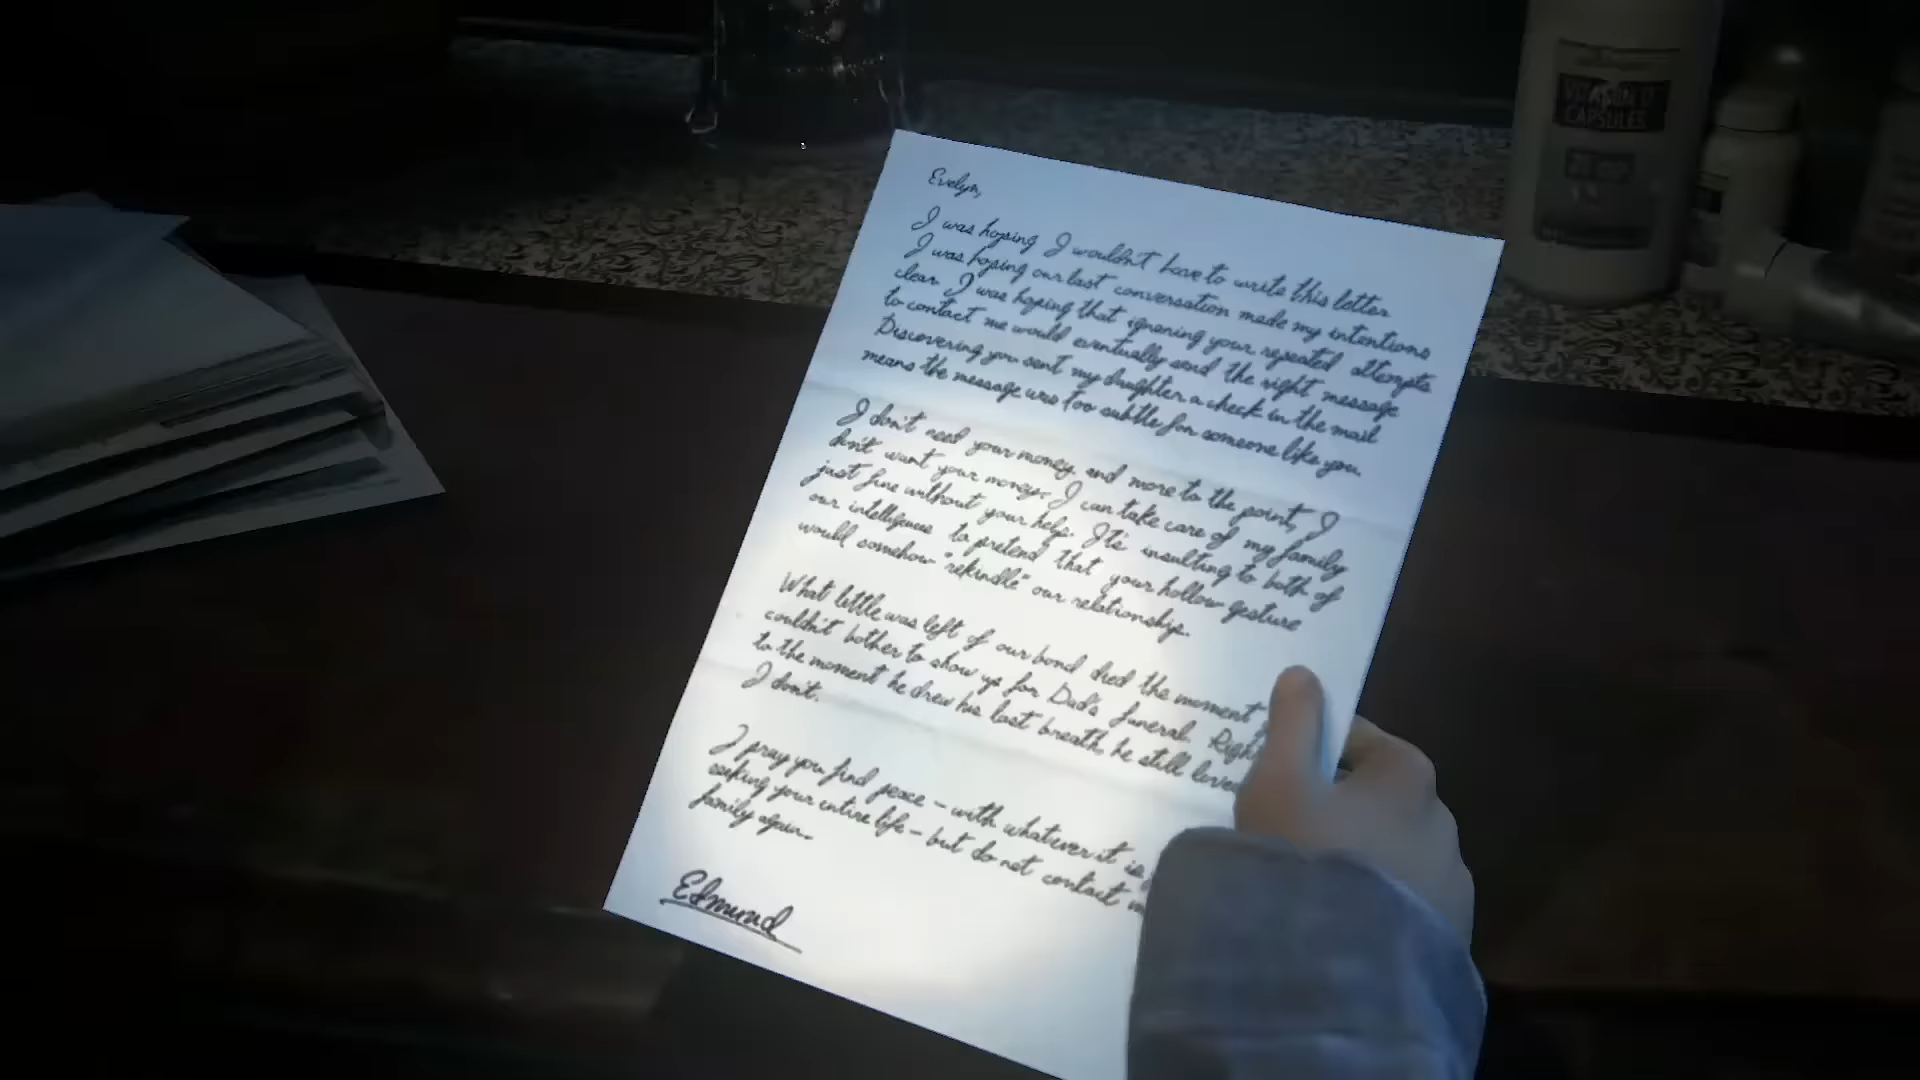 Evelyn,
I was hoping I wouldn't have to write this letter.
I was hoping our last conversation made my intentions
clear. I was hoping that ignoring your repeated attempts
to contact me would eventually send the right message
Discovering you sent my daughter a check in the mail
means the message was too subtle for someone like you.
I don't need your money, and more to the point, I
don't want your money. I can take care of my family
just fine without your help. It's insulting to both of
our intelligences to pretend that your hollow gesture
would somehow "rekindle" our relationship.
What little was left of our bond died the moment
couldn't bother to show up for Dad's funeral. Right
to the moment he drew his last breath, he still loved
I don't.
I pray you find peace – with whatever it is
seeking your entire life – but do not contact
family again.
Edmund
VITAMIN D
CAPSULES